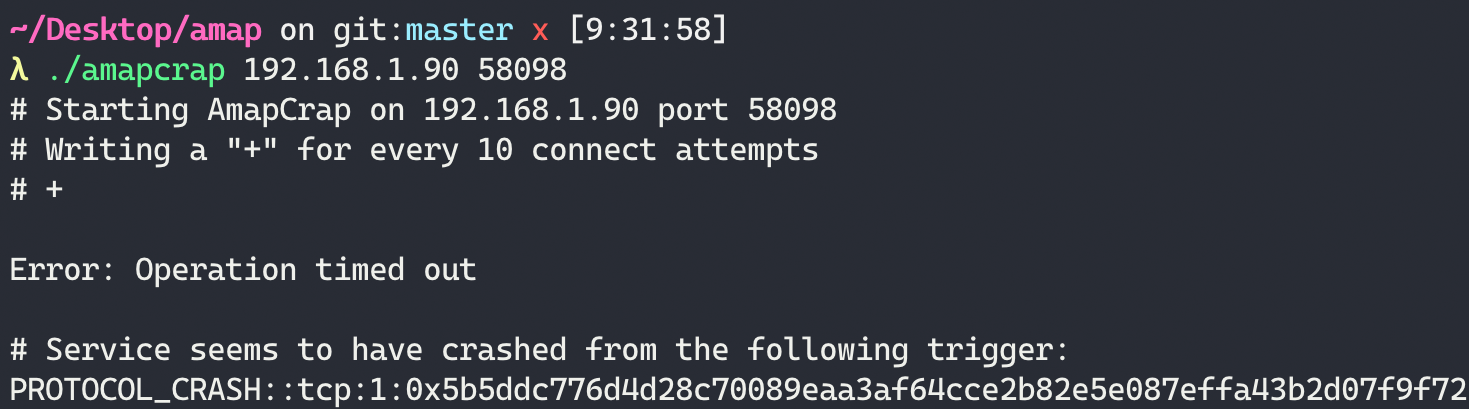 ~/Desktop/amap on git:master x [9:31:58]
λ ./amapcrap 192.168.1.90 58098
# Starting AmapCrap on 192.168.1.90 port 58098
# Writing a "+" for every 10 connect attempts
# +
Error: Operation timed out
# Service seems to have crashed from the following trigger:
PROTOCOL_CRASH::tcp:1:0x5b5ddc776d4d28c70089eaa3af64cce2b82e5e087effa43b2d07f9f72